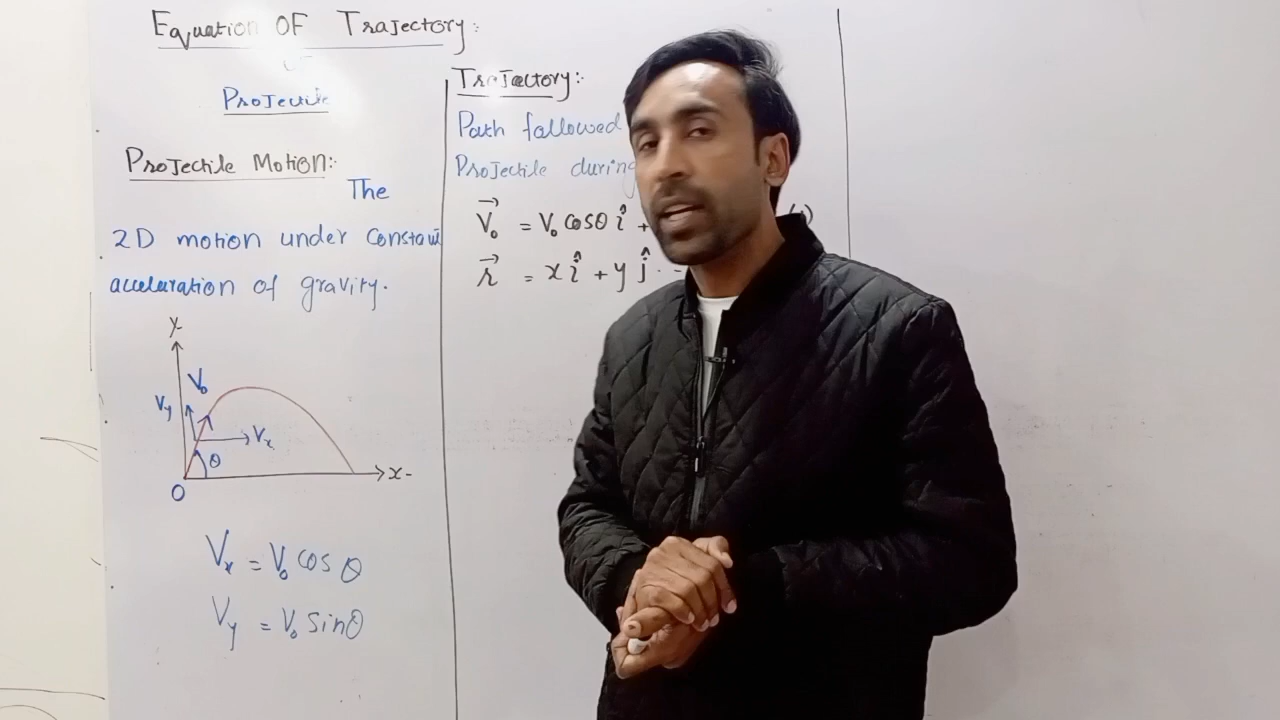 Equation OF Trajectory:
Projectile
Projectile Motion:
The
2D motion under Constant
acceleration of gravity.
Y
V₀
Vy
Vx
θ
O
x-
Vx = V₀ cos θ
Vy = V₀ sinθ
Trajectory:
Path fallowed
Projectile during
V₀ = V₀ cosθ î +
r = x î + y ĵ . -